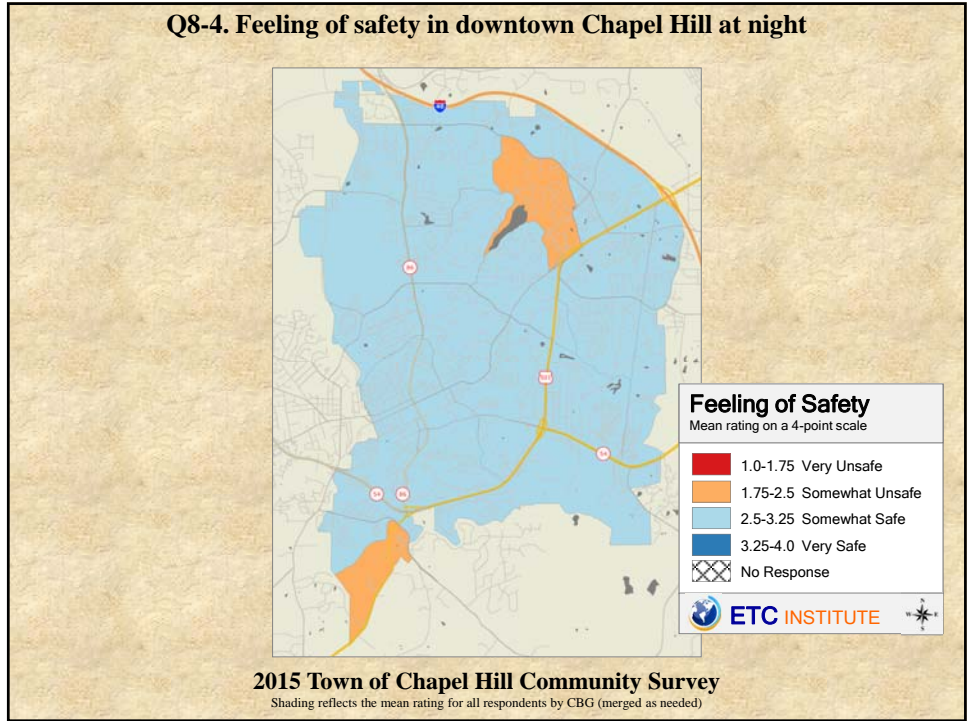 Q8-4. Feeling of safety in downtown Chapel Hill at night
40
86
501
54
54
86
Feeling of Safety
Mean rating on a 4-point scale
1.0-1.75 Very Unsafe
1.75-2.5 Somewhat Unsafe
2.5-3.25 Somewhat Safe
3.25-4.0 Very Safe
No Response
ETC INSTITUTE
N
W E
S
2015 Town of Chapel Hill Community Survey
Shading reflects the mean rating for all respondents by CBG (merged as needed)